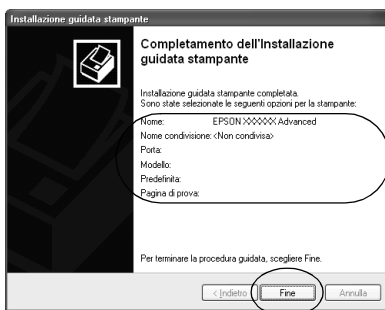 Installazione guidata stampante
Completamento dell'Installazione
guidata stampante
Installazione guidata stampante completata.
Sono state selezionate le seguenti opzioni per la stampante:
Nome: EPSON XXXXXX Advanced
Nome condivisione: <Non condivisa>
Porta:
Modello:
Predefinita:
Pagina di prova:
Per terminare la procedura guidata, scegliere Fine.
< Indietro Fine Annulla